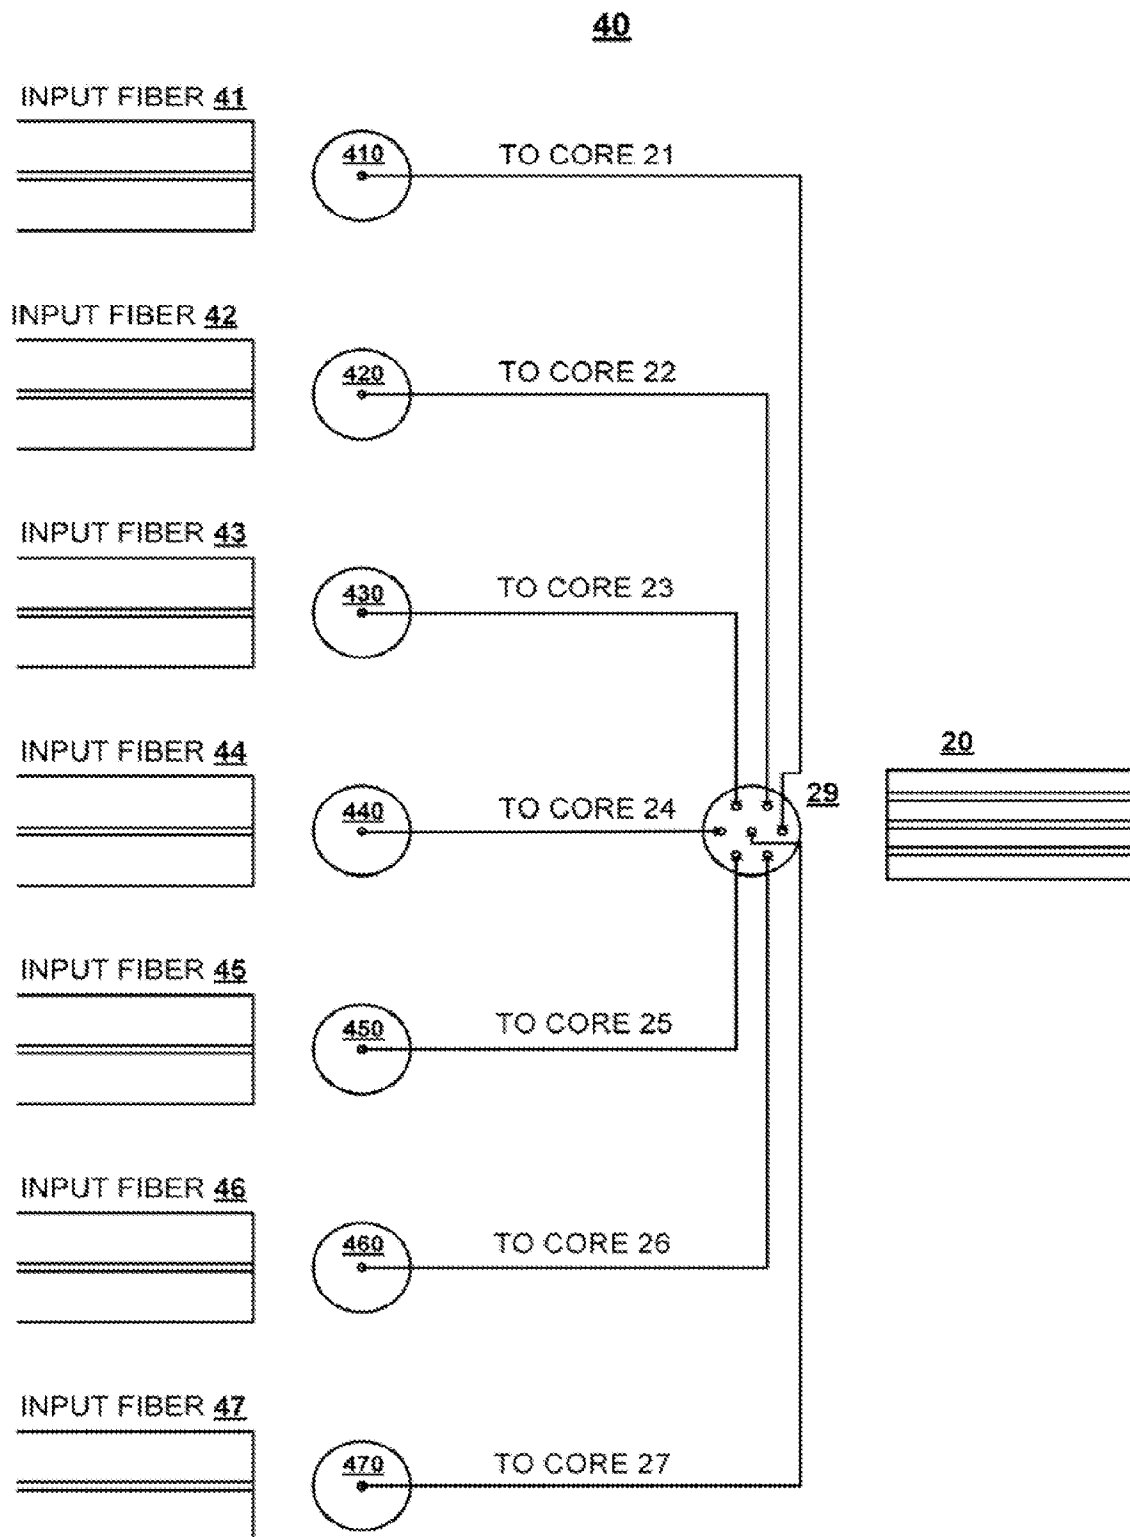 40
INPUT FIBER 41
410
TO CORE 21
INPUT FIBER 42
420
TO CORE 22
INPUT FIBER 43
430
TO CORE 23
INPUT FIBER 44
440
TO CORE 24
29
20
INPUT FIBER 45
450
TO CORE 25
INPUT FIBER 46
460
TO CORE 26
INPUT FIBER 47
470
TO CORE 27